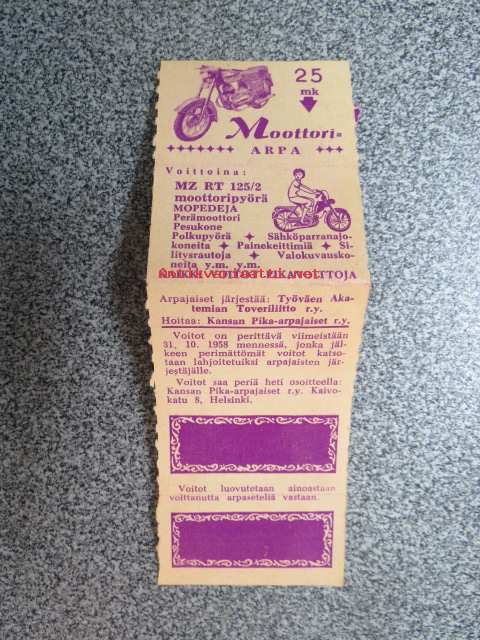 25
mk
Moottori=
ARPA
Voittoina:
MZ RT 125/2
moottoripyörä
MOPEDEJA
Perämoottori
Pesukone
Polkupyörä ✦ Sähköparranajo-
koneita ✦ Painekeittimiä ✦ Si-
litysrautoja ✦ Valokuvausko-
neita y.m. y.m.
KAIKKI VOITOT PIKAVOITTOJA
Arpajaiset järjestää: Työväen Aka-
temian Toveriliitto r.y.
Hoitaa: Kansan Pika-arpajaiset r.y.
Voitot on perittävä viimeistään
31. 10. 1958 mennessä, jonka jäl-
keen perimättömät voitot katso-
taan lahjoitetuiksi arpajaisten jär-
jestäjälle.
Voitot saa periä heti osoitteella:
Kansan Pika-arpajaiset r.y. Kaivo-
katu 8, Helsinki.
Voitot luovutetaan ainoastaan
voittanutta arpaseteliä vastaan.